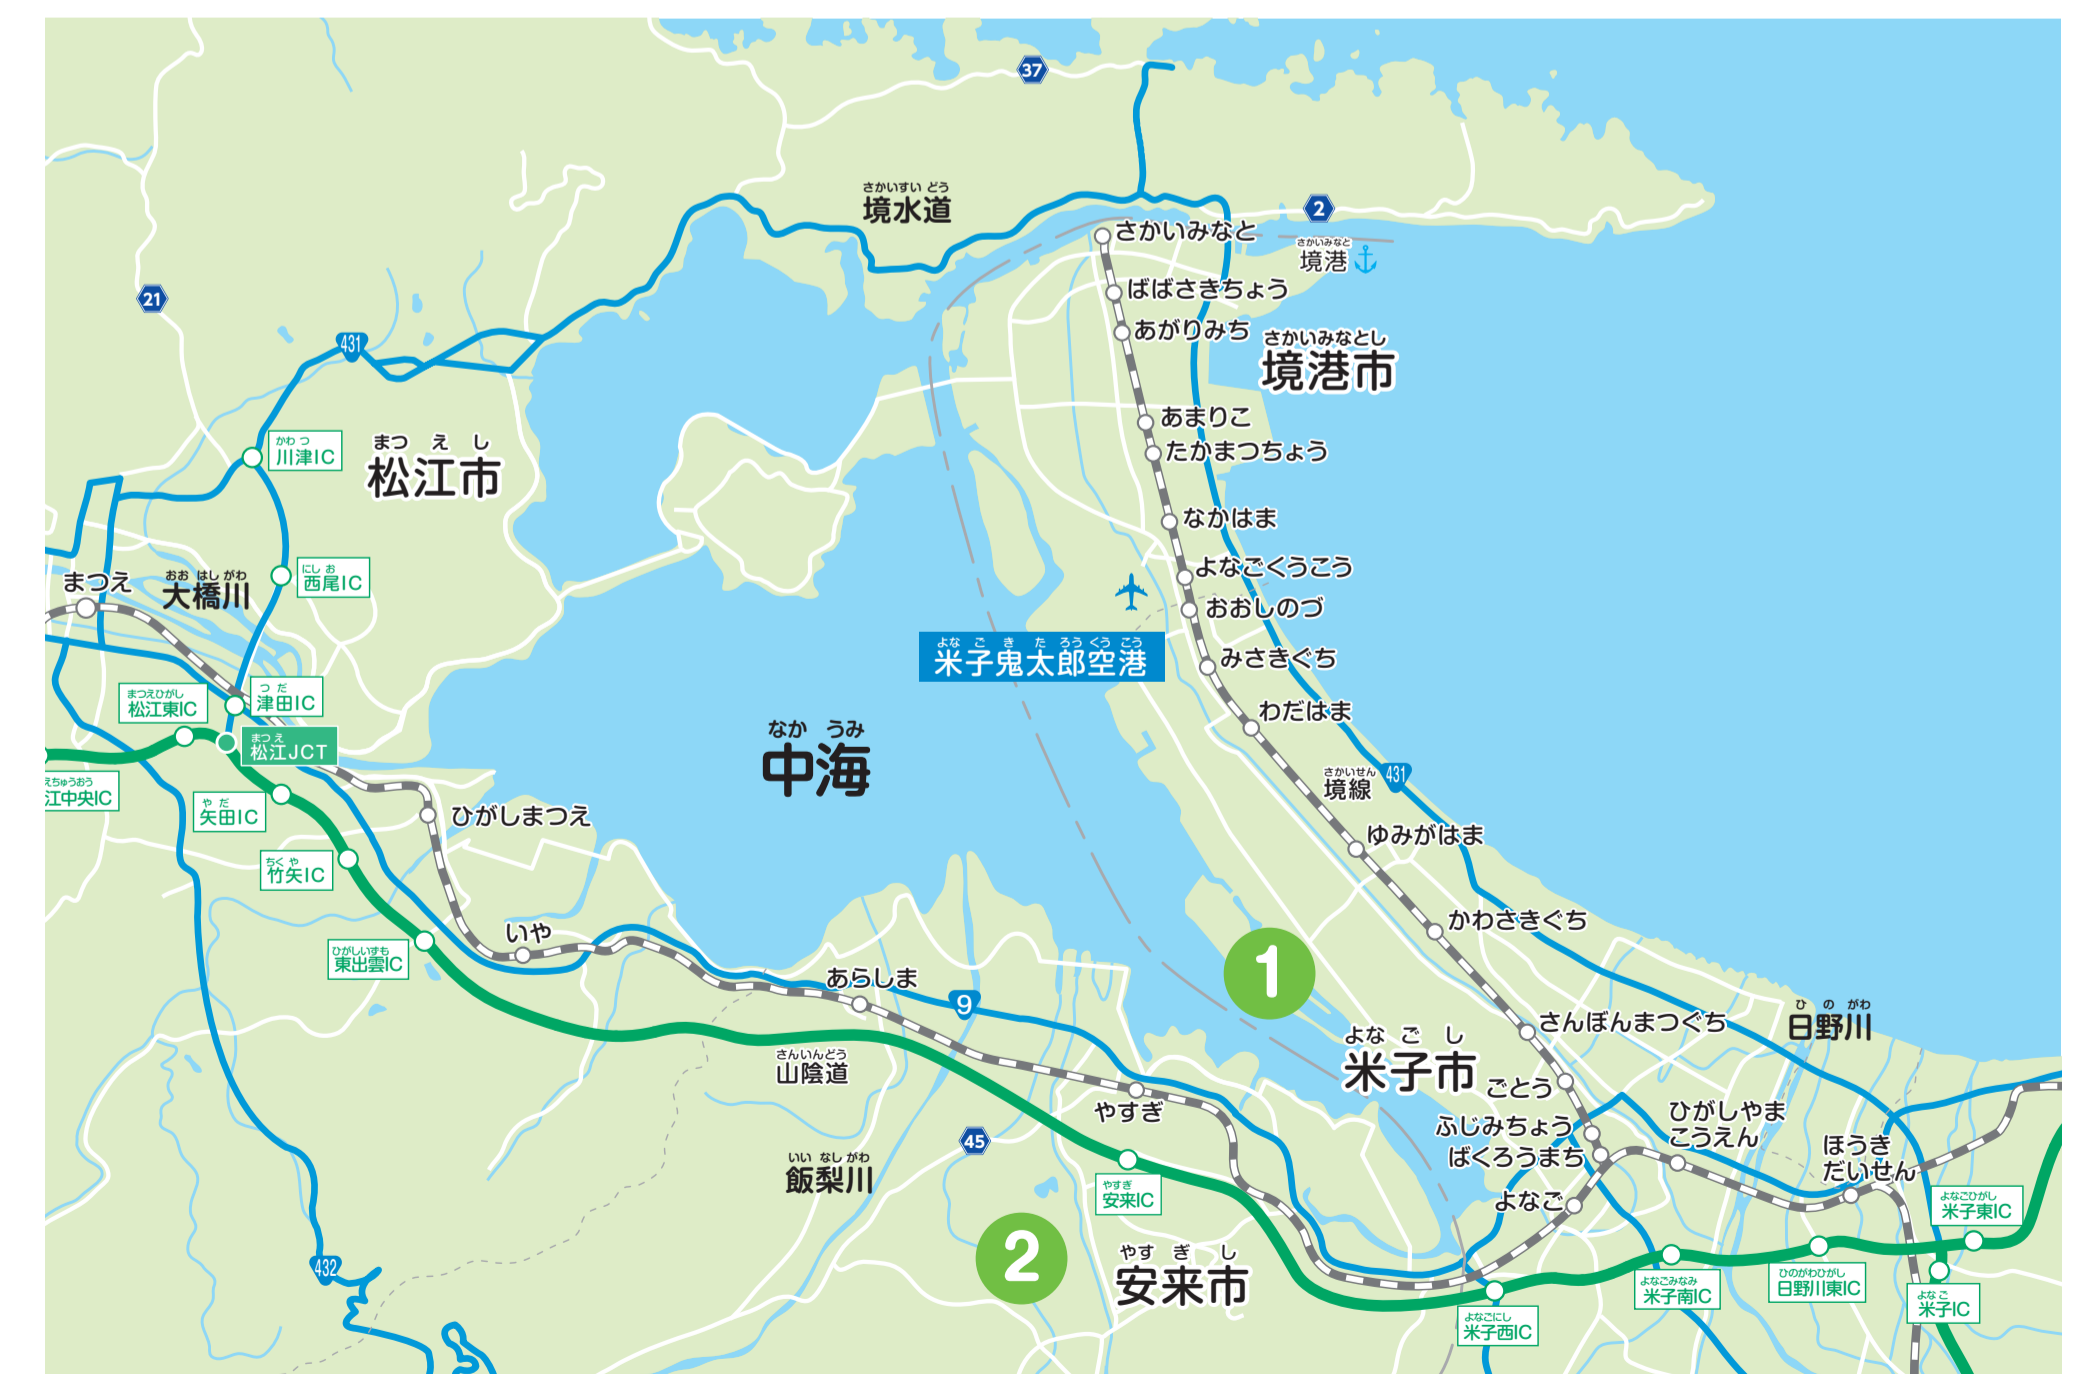 37
さかいすい どう
境水道
2
さかいみなと
さかいみなと
境港
21
ばばさきちょう
431
あがりみち
さかいみなとし
境港市
かわ つ
川津IC
まつ え し
松江市
あまりこ
たかまつちょう
なかはま
にし お
西尾IC
まつえ
おお はし がわ
大橋川
よなごくうこう
おおしのづ
よな ご き た ろう くう こう
米子鬼太郎空港
みさきぐち
まつえひがし
松江東IC
つ だ
津田IC
わだはま
まつ え
松江JCT
なか うみ
中海
さかいせん
境線
431
えちゅうおう
江中央IC
や だ
矢田IC
ひがしまつえ
ゆみがはま
ちく や
竹矢IC
かわさきぐち
いや
ひがしいずも
東出雲IC
1
あらしま
9
さんぼんまつぐち
ひ の がわ
日野川
よな ご し
米子市
さんいんどう
山陰道
ごとう
やすぎ
ひがしやま
こうえん
ふじみちょう
45
ばくろうまち
ほうき
だいせん
いい なし がわ
飯梨川
やすぎ
安来IC
よなご
よなごひがし
米子東IC
2
やす ぎ し
安来市
432
よなごみなみ
米子南IC
ひのがわひがし
日野川東IC
よな ご
米子IC
よなごにし
米子西IC